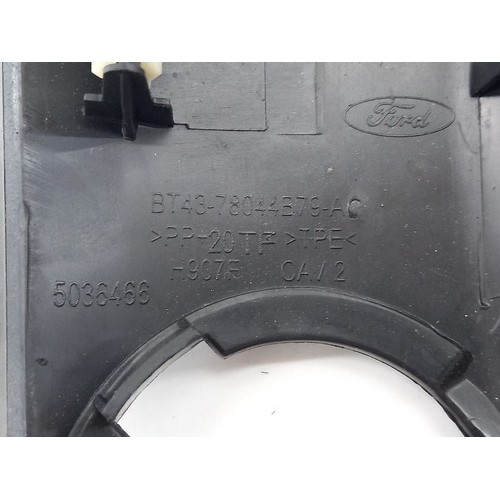 Ford
BT43-78044B79-AC
>PP-20TF >TPE<
H907F CA/2
5036466